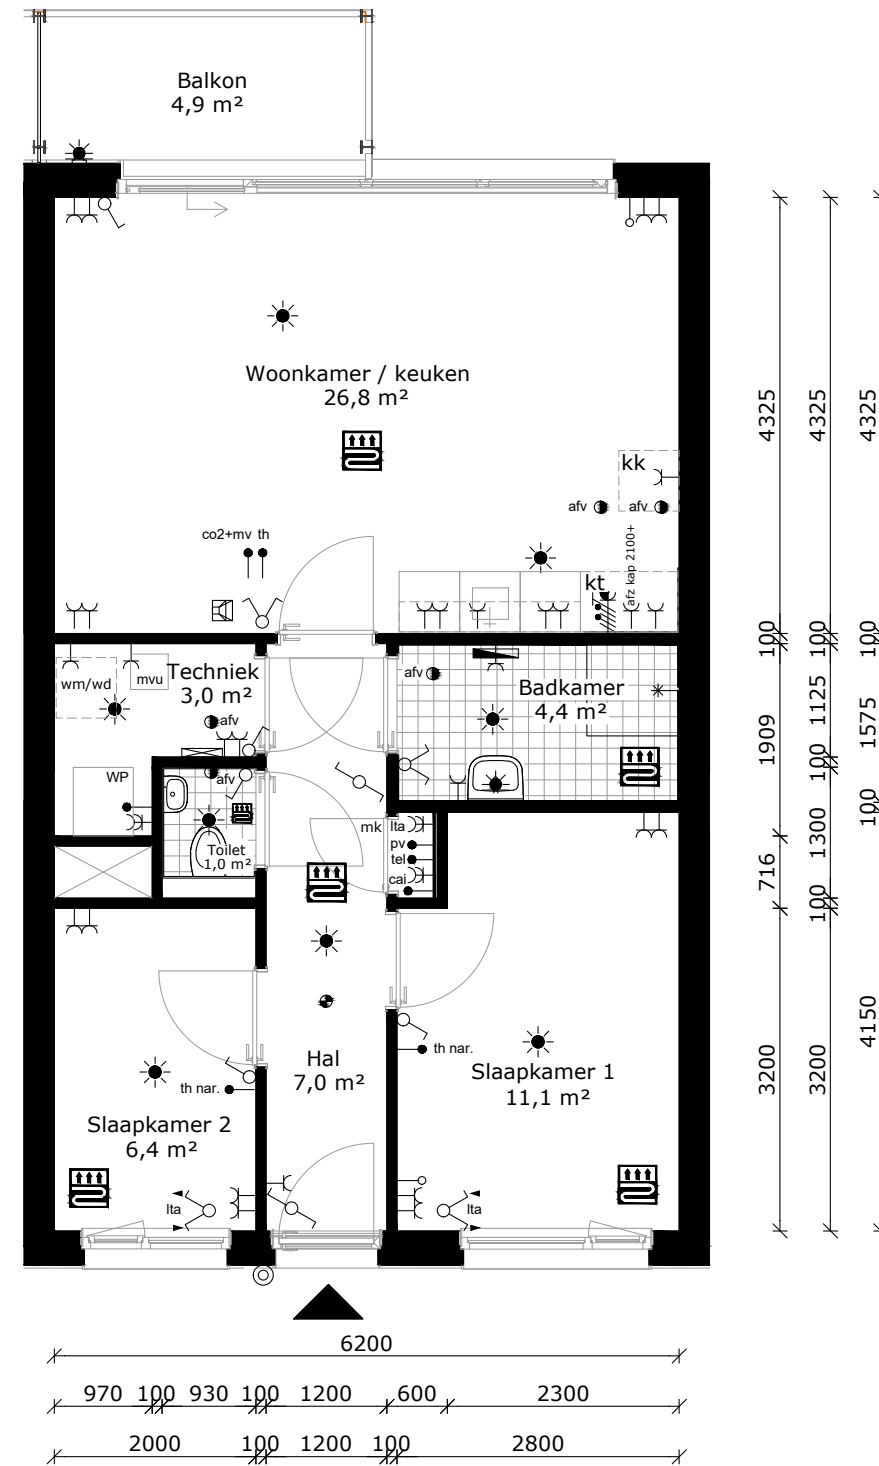 Balkon
4,9 m²
Woonkamer / keuken
26,8 m²
kk
afv
afv
afz kap 2100+
co2+mv th
kt
Techniek
3,0 m²
wm/wd
mvu
afv
Badkamer
4,4 m²
afv
WP
afv
Toilet
1,0 m²
mk
lta
pv
tel
cai
Hal
7,0 m²
th nar.
Slaapkamer 1
11,1 m²
th nar.
Slaapkamer 2
6,4 m²
lta
lta
4325
4325
4325
100
100
100
1909
1125
1575
100
100
1300
716
100
3200
3200
4150
6200
970 100 930 100 1200 600 2300
2000 100 1200 100 2800